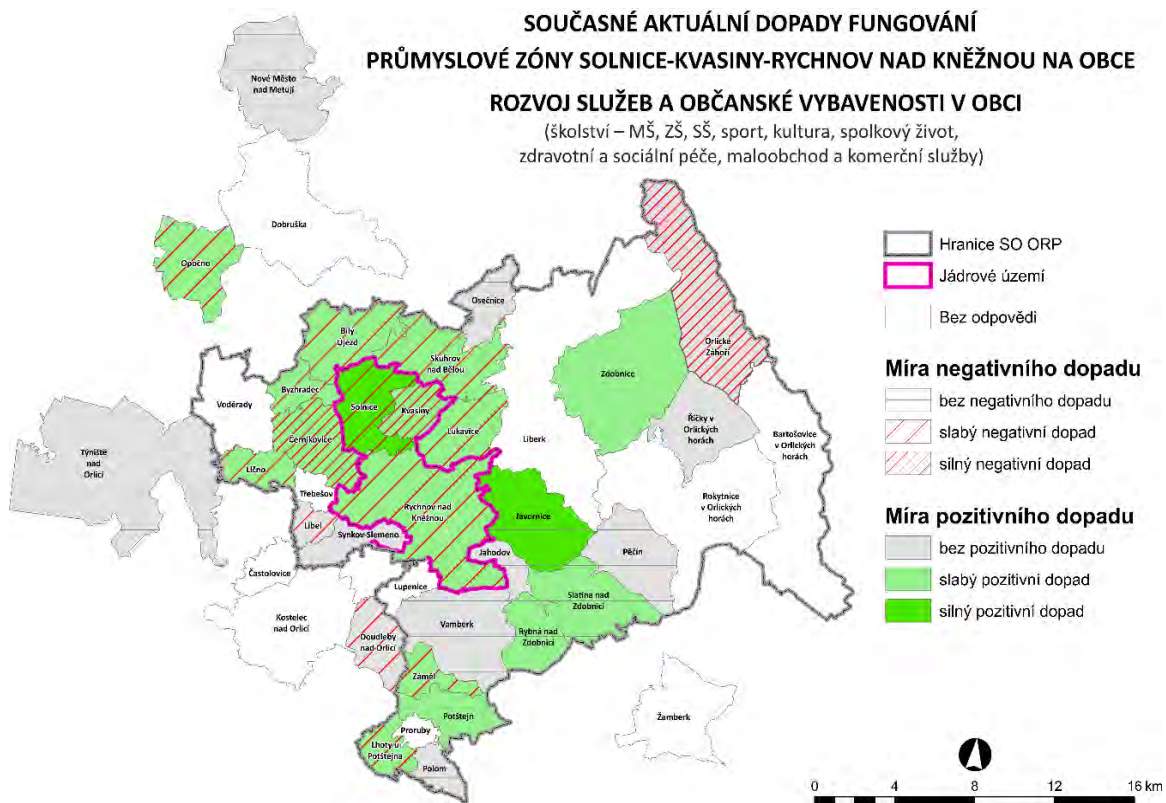 SOUČASNÉ AKTUÁLNÍ DOPADY FUNGOVÁNÍ
PRŮMYSLOVÉ ZÓNY SOLNICE-KVASINY-RYCHNOV NAD KNĚŽNOU NA OBCE
ROZVOJ SLUŽEB A OBČANSKÉ VYBAVENOSTI V OBCI
(školství – MŠ, ZŠ, SŠ, sport, kultura, spolkový život,
zdravotní a sociální péče, maloobchod a komerční služby)
Nové Město
nad Metují
Dobruška
Opočno
Osečnice
Bílý
Újezd
Skuhrov
nad Bělou
Byzhradec
Solnice
Kvasiny
Voděrady
Černíkovice
Lukavice
Liberk
Zdobnice
Orlické
Záhoří
Říčky v
Orlických
horách
Bartošovice
v Orlických
horách
Týniště
nad
Orlicí
Lično
Třebešov
Rychnov nad
Kněžnou
Javornice
Rokytnice
v Orlických
horách
Libel
Synkov-Slemeno
Jahodov
Pěčín
Častolovice
Lupenice
Slatina nad
Zdobnicí
Kostelec
nad Orlicí
Doudleby
nad Orlicí
Vamberk
Rybná nad
Zdobnicí
Záměl
Potštejn
Žamberk
Proruby
Lhoty u
Potštejna
Polom
Hranice SO ORP
Jádrové území
Bez odpovědi
Míra negativního dopadu
bez negativního dopadu
slabý negativní dopad
silný negativní dopad
Míra pozitivního dopadu
bez pozitivního dopadu
slabý pozitivní dopad
silný pozitivní dopad
0 4 8 12 16 km